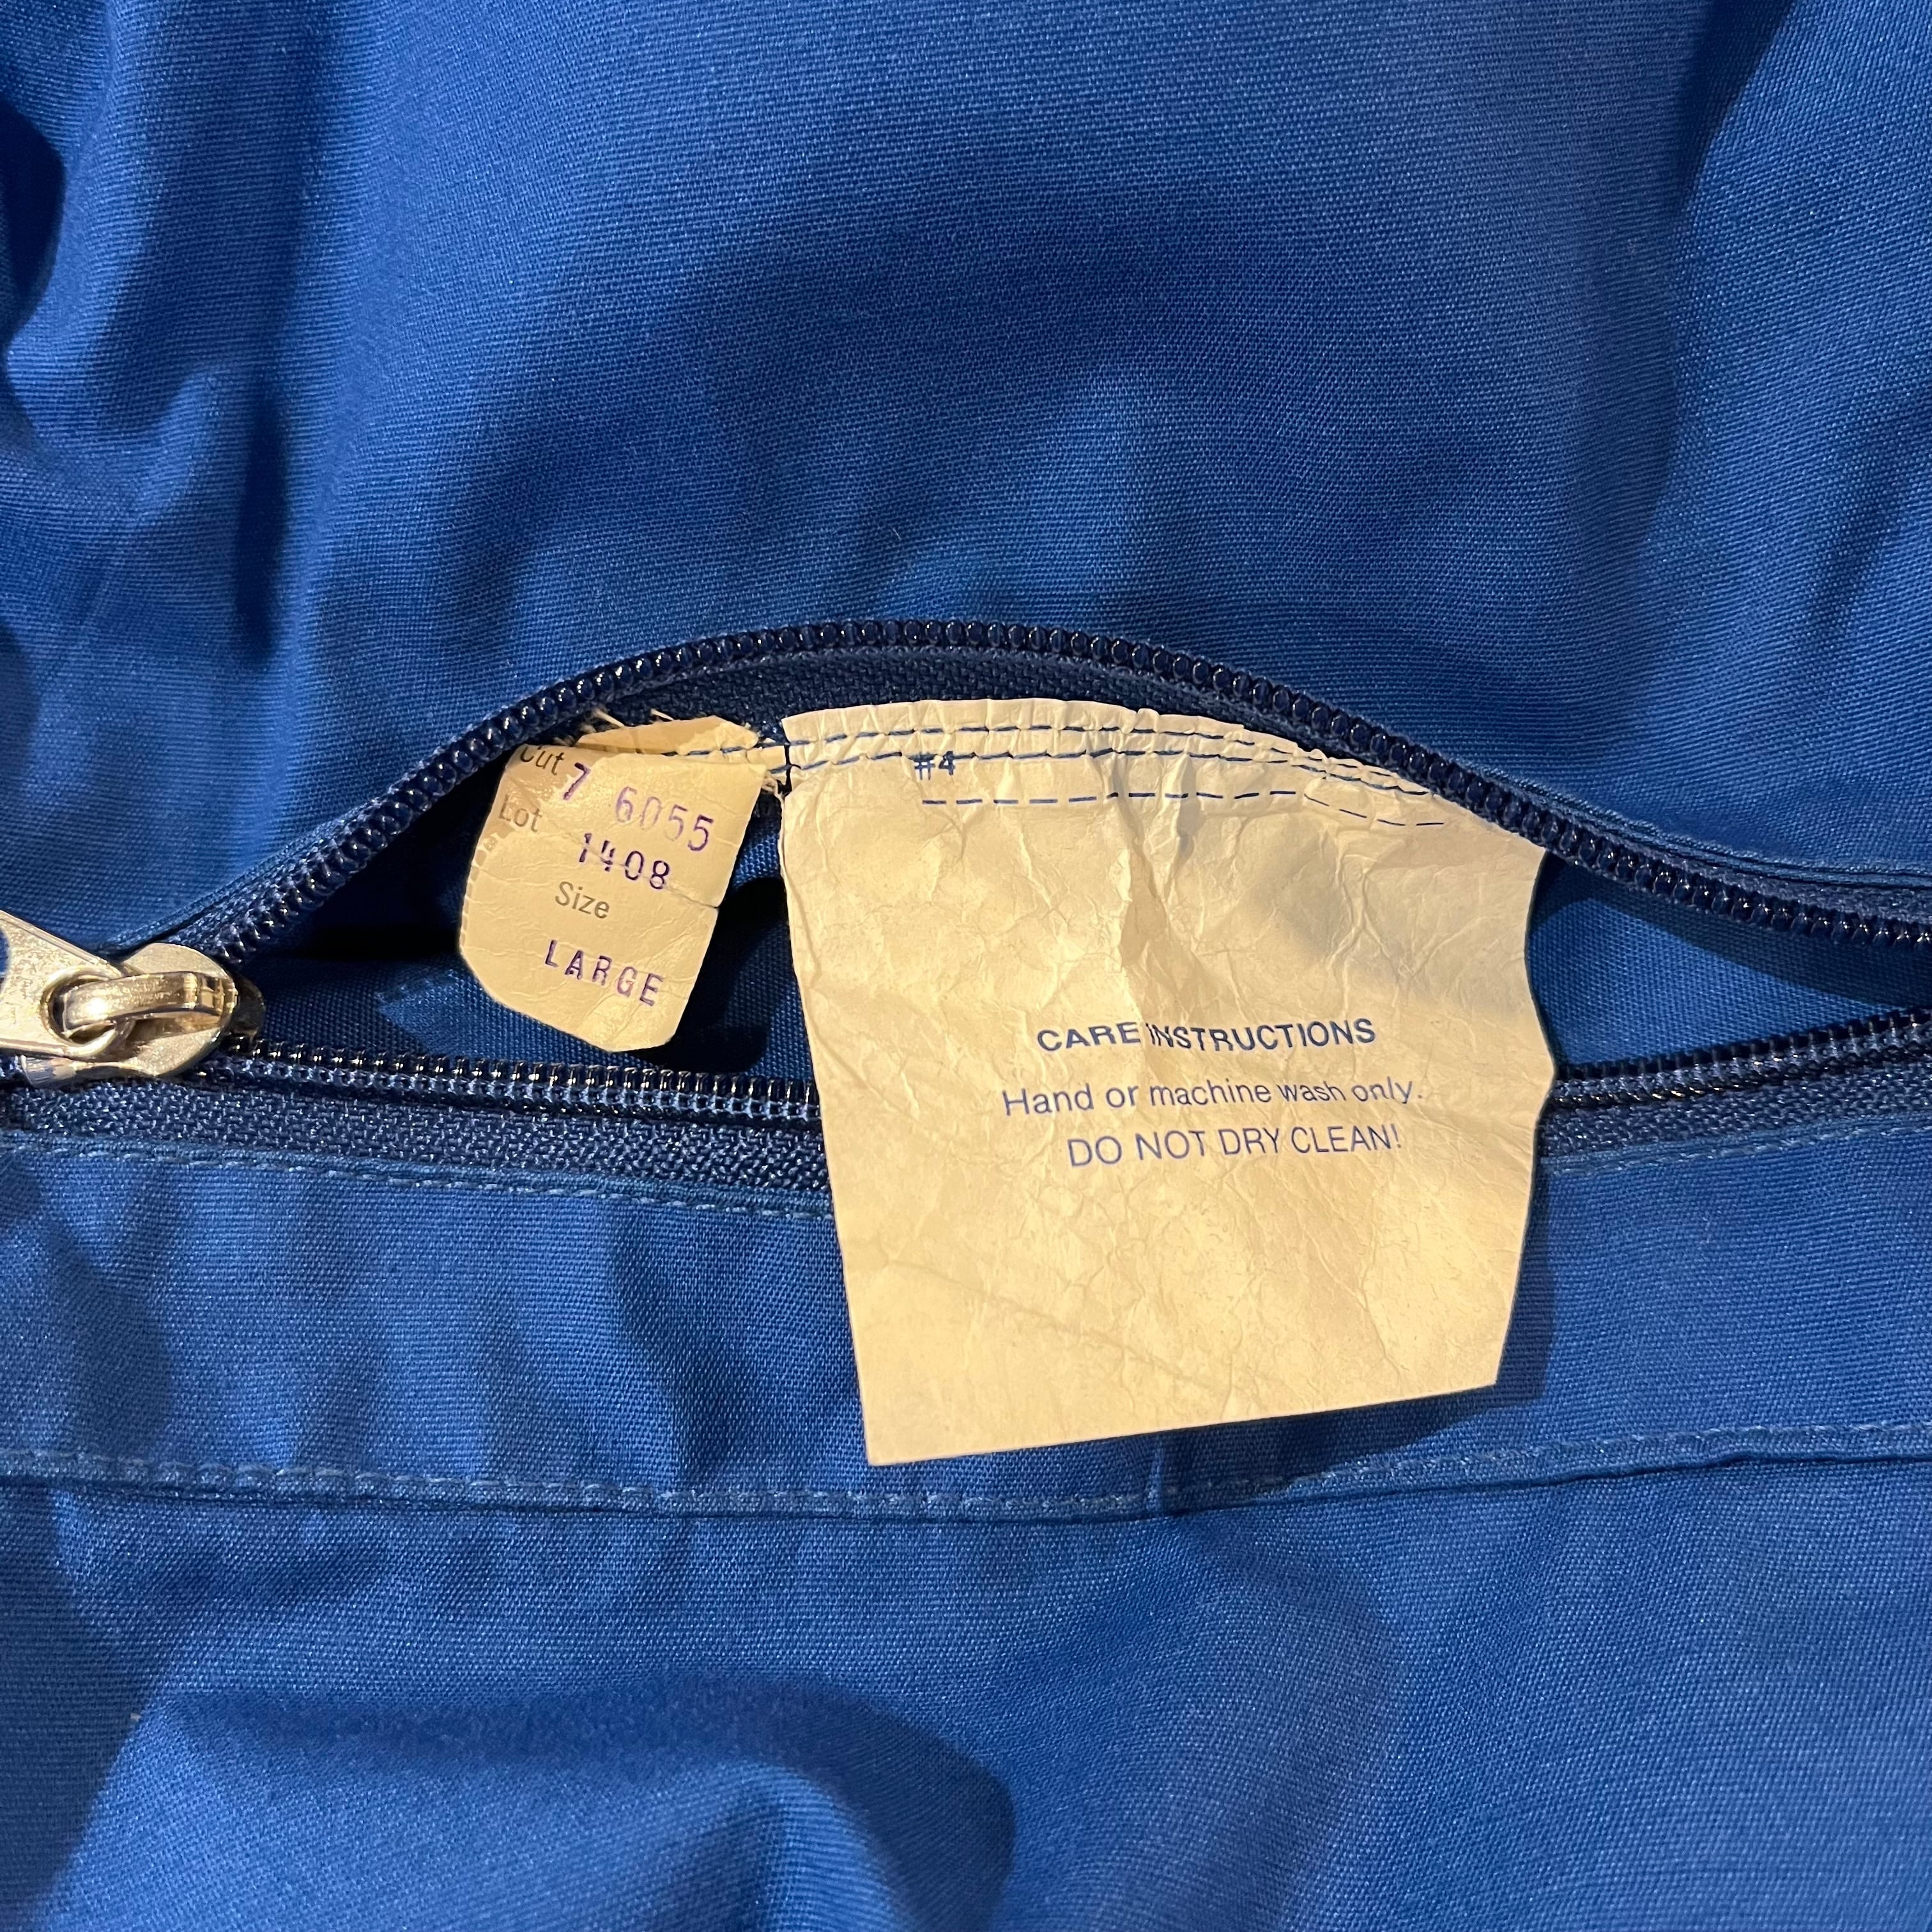 Cut 7 6055
Lot 1408
Size
LARGE
#4
CARE INSTRUCTIONS
Hand or machine wash only.
DO NOT DRY CLEAN!